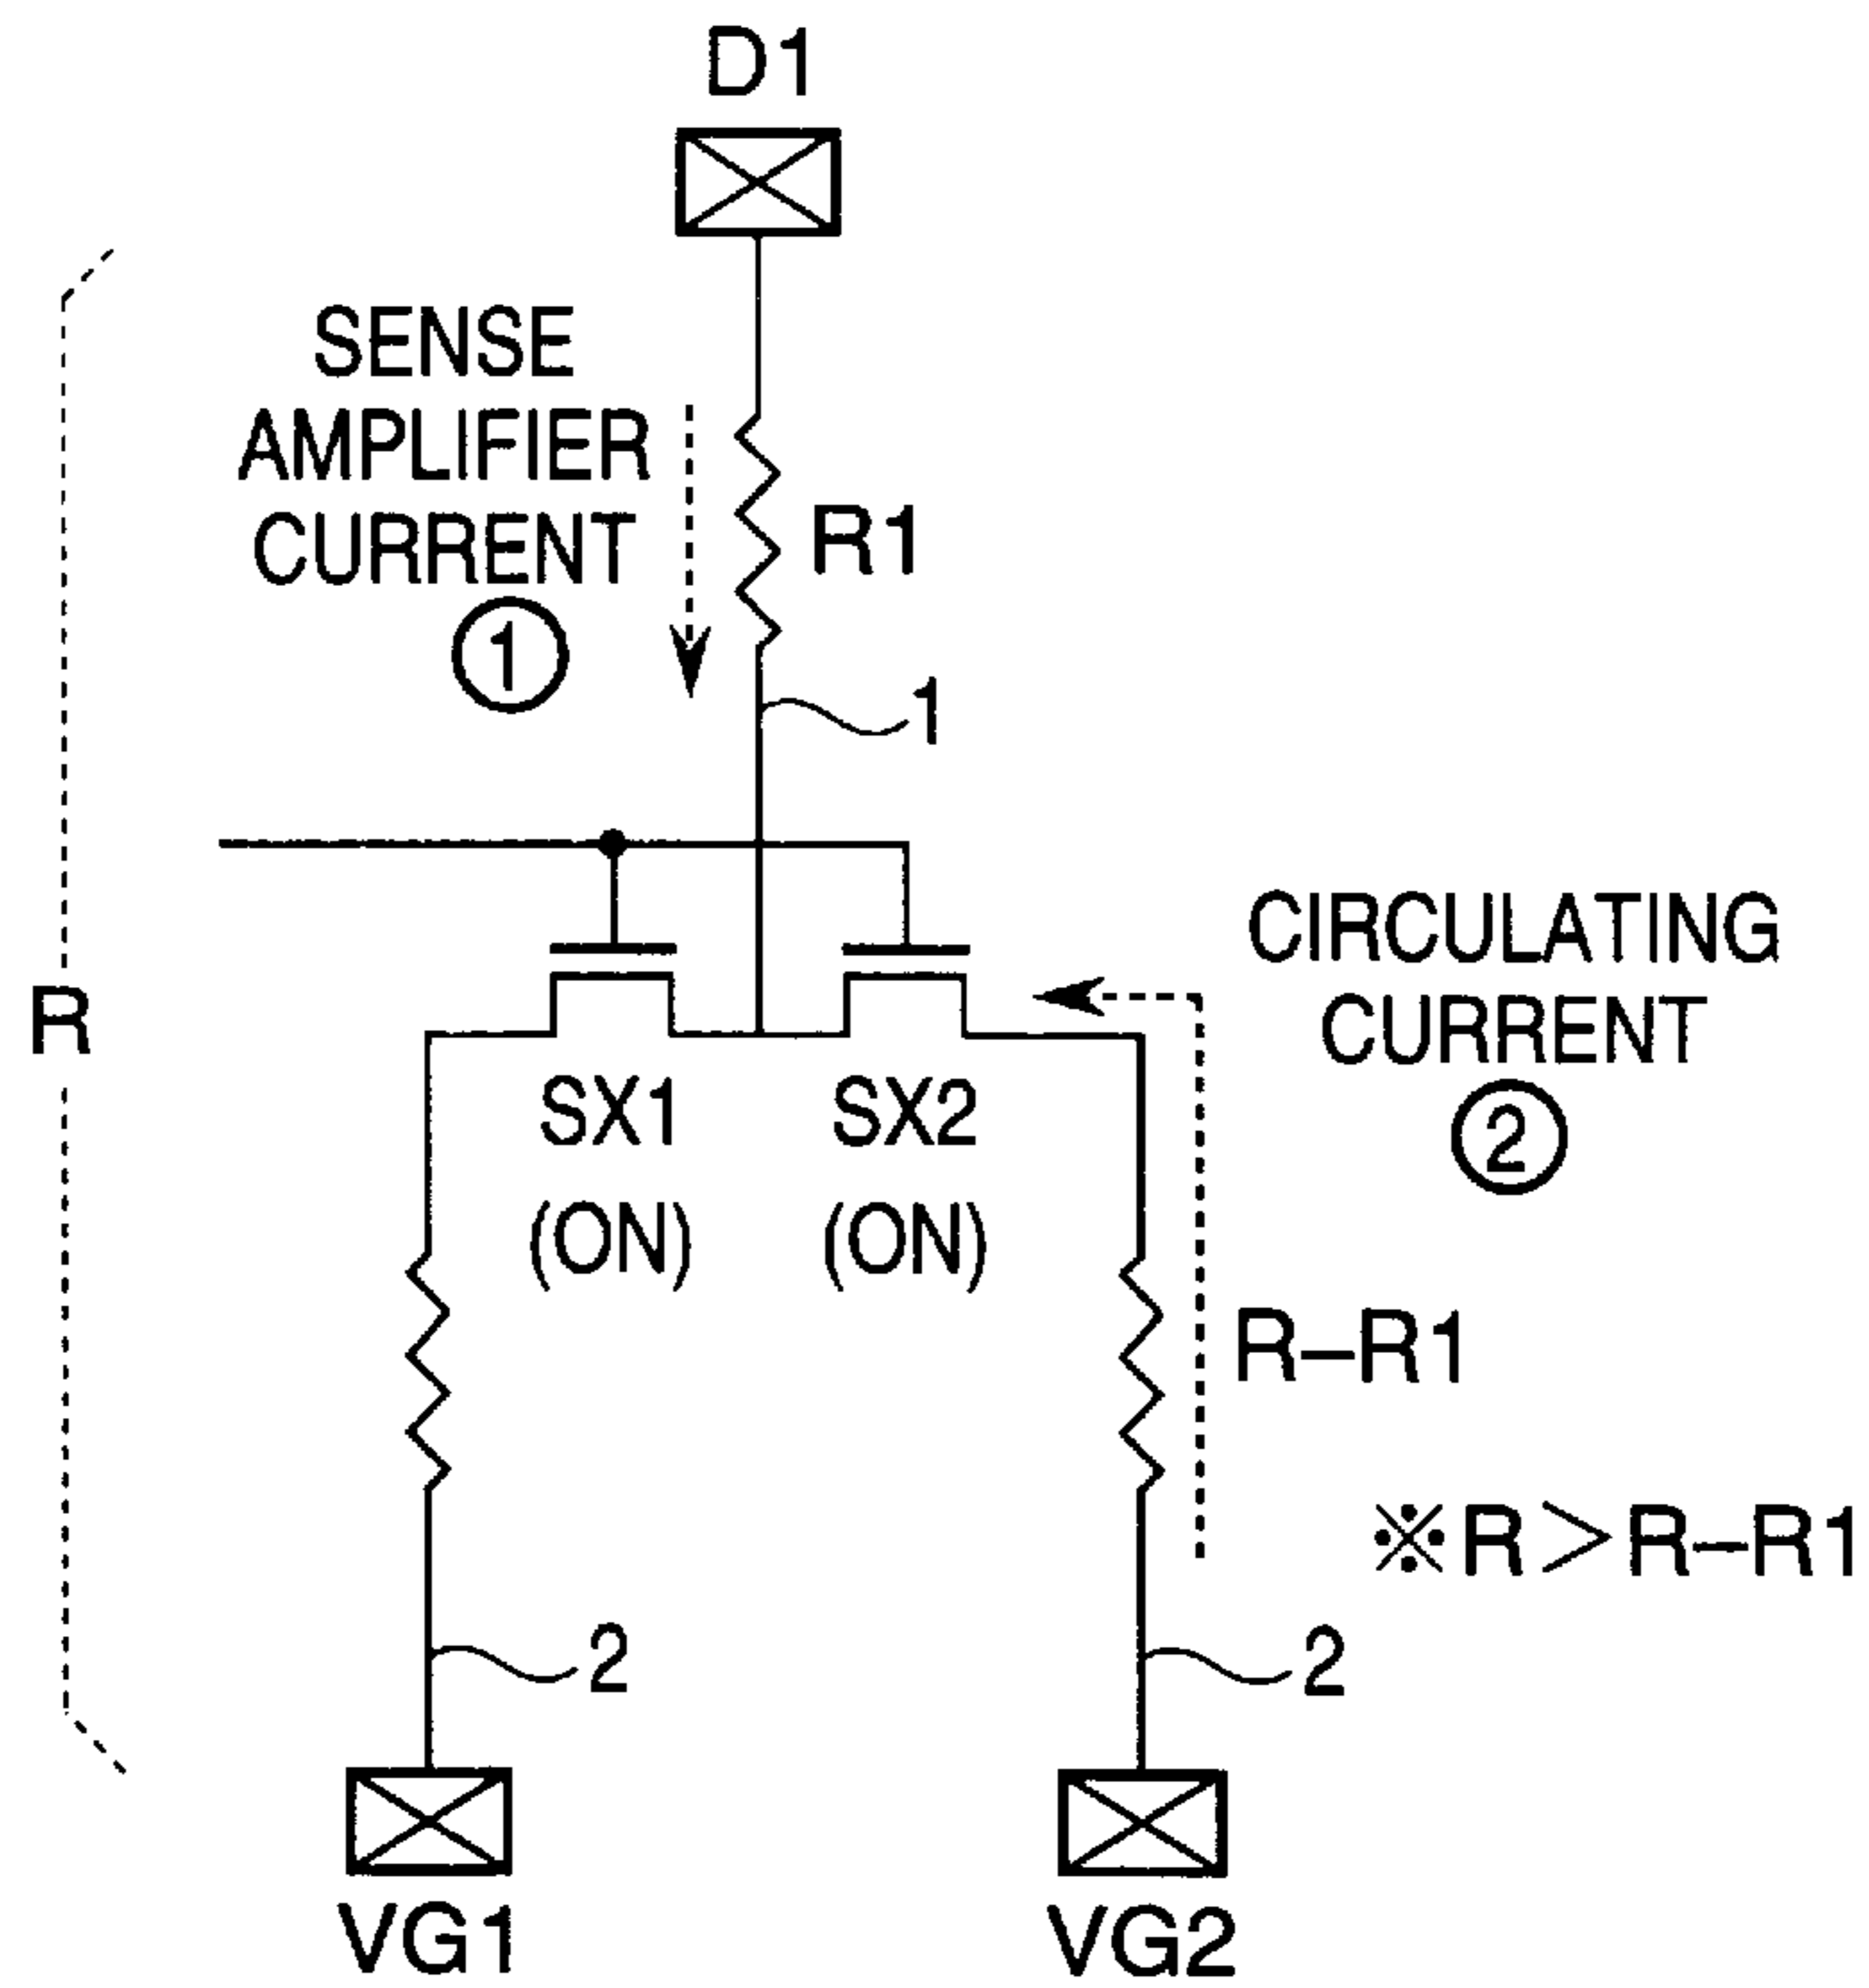 D1
SENSE
AMPLIFIER
CURRENT
①
R1
1
R
CIRCULATING
CURRENT
②
SX1
SX2
(ON)
(ON)
R–R1
※R>R–R1
2
2
VG1
VG2